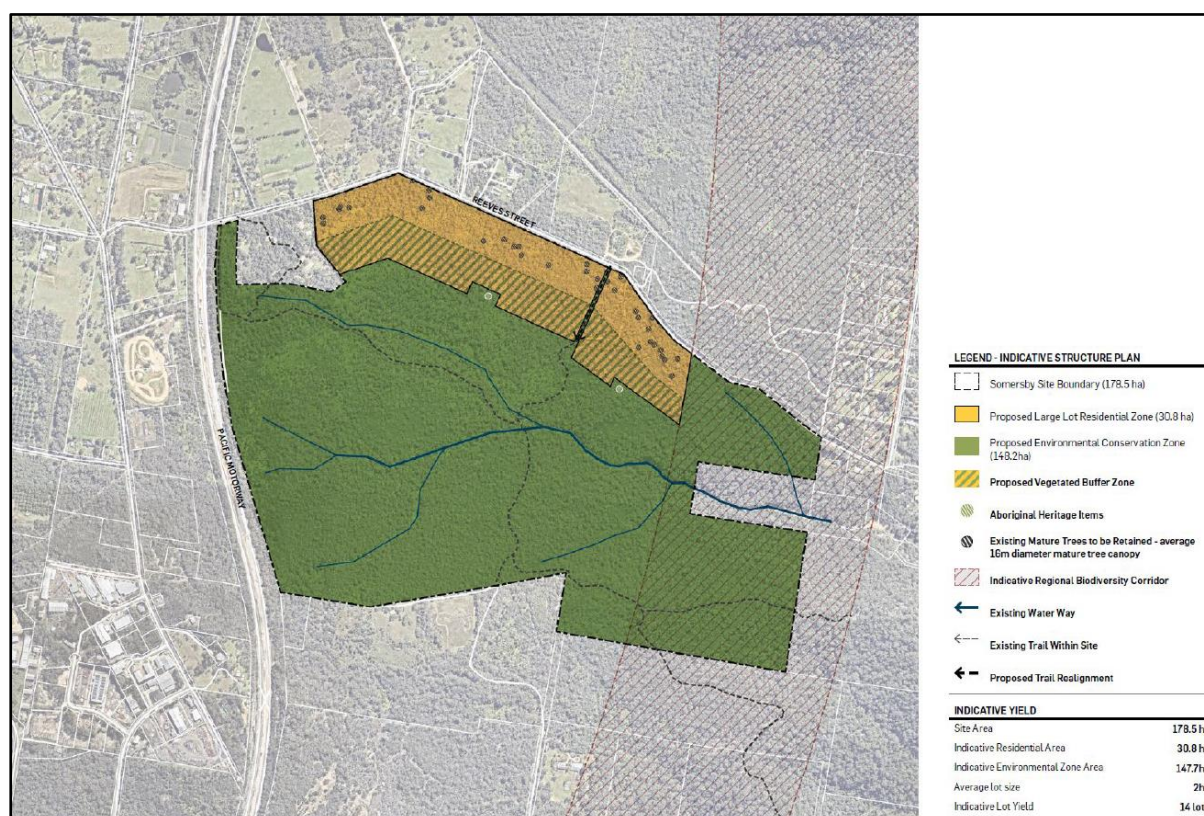 REEVES STREET
PACIFIC MOTORWAY
LEGEND - INDICATIVE STRUCTURE PLAN
Somersby Site Boundary (178.5 ha)
Proposed Large Lot Residential Zone (30.8 ha)
Proposed Environmental Conservation Zone
(148.2ha)
Proposed Vegetated Buffer Zone
Aboriginal Heritage Items
Existing Mature Trees to be Retained - average
16m diameter mature tree canopy
Indicative Regional Biodiversity Corridor
Existing Water Way
Existing Trail Within Site
Proposed Trail Realignment
INDICATIVE YIELD
Site Area 178.5 h
Indicative Residential Area 30.8 h
Indicative Environmental Zone Area 147.7h
Average lot size 2h
Indicative Lot Yield 14 lot